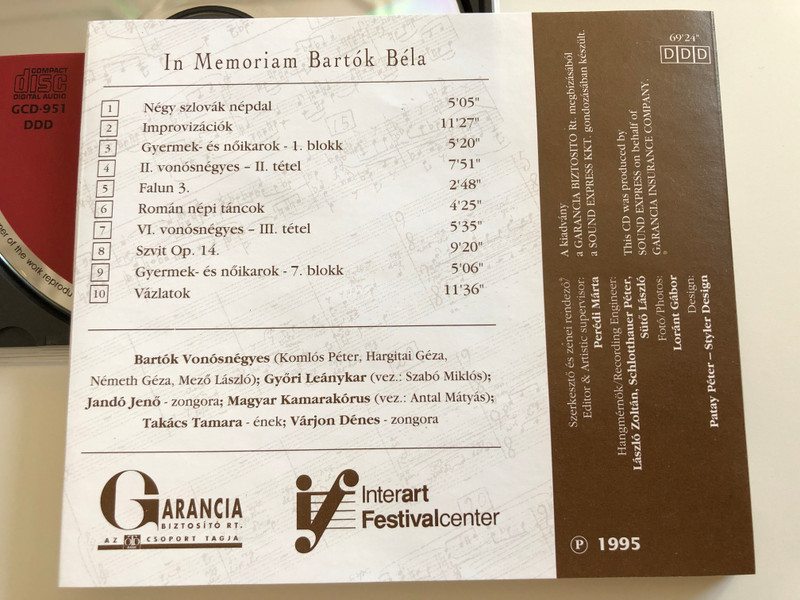 COMPACT
disc
DIGITAL AUDIO
GCD-951
DDD
of the work reprodu
In Memoriam Bartók Béla
1 Négy szlovák népdal 5'05"
2 Improvizációk 11'27"
3 Gyermek- és nőikarok - 1. blokk 5'20"
4 II. vonósnégyes – II. tétel 7'51"
5 Falun 3. 2'48"
6 Román népi táncok 4'25"
7 VI. vonósnégyes – III. tétel 5'35"
8 Szvit Op. 14. 9'20"
9 Gyermek- és nőikarok - 7. blokk 5'06"
10 Vázlatok 11'36"
Bartók Vonósnégyes (Komlós Péter, Hargitai Géza,
Németh Géza, Mező László); Győri Leánykar (vez.: Szabó Miklós);
Jandó Jenő - zongora; Magyar Kamarakórus (vez.: Antal Mátyás);
Takács Tamara - ének; Várjon Dénes - zongora
GARANCIA
BIZTOSÍTÓ RT.
AZ CSOPORT TAGJA
if
Interart
Festivalcenter
69'24"
DDD
A kiadvány
a GARANCIA BIZTOSÍTÓ Rt. megbízásából
a SOUND EXPRESS KKT. gondozásában készült.
This CD was produced by
SOUND EXPRESS on behalf of
GARANCIA INSURANCE COMPANY.
Szerkesztő és zenei rendező/
Editor & Artistic supervisor:
Perédi Márta
Hangmérnök/Recording Engineer:
László Zoltán, Schlotthauer Péter,
Sütő László
Fotó/Photos:
Loránt Gábor
Design:
Patay Péter – Styler Design
P 1995